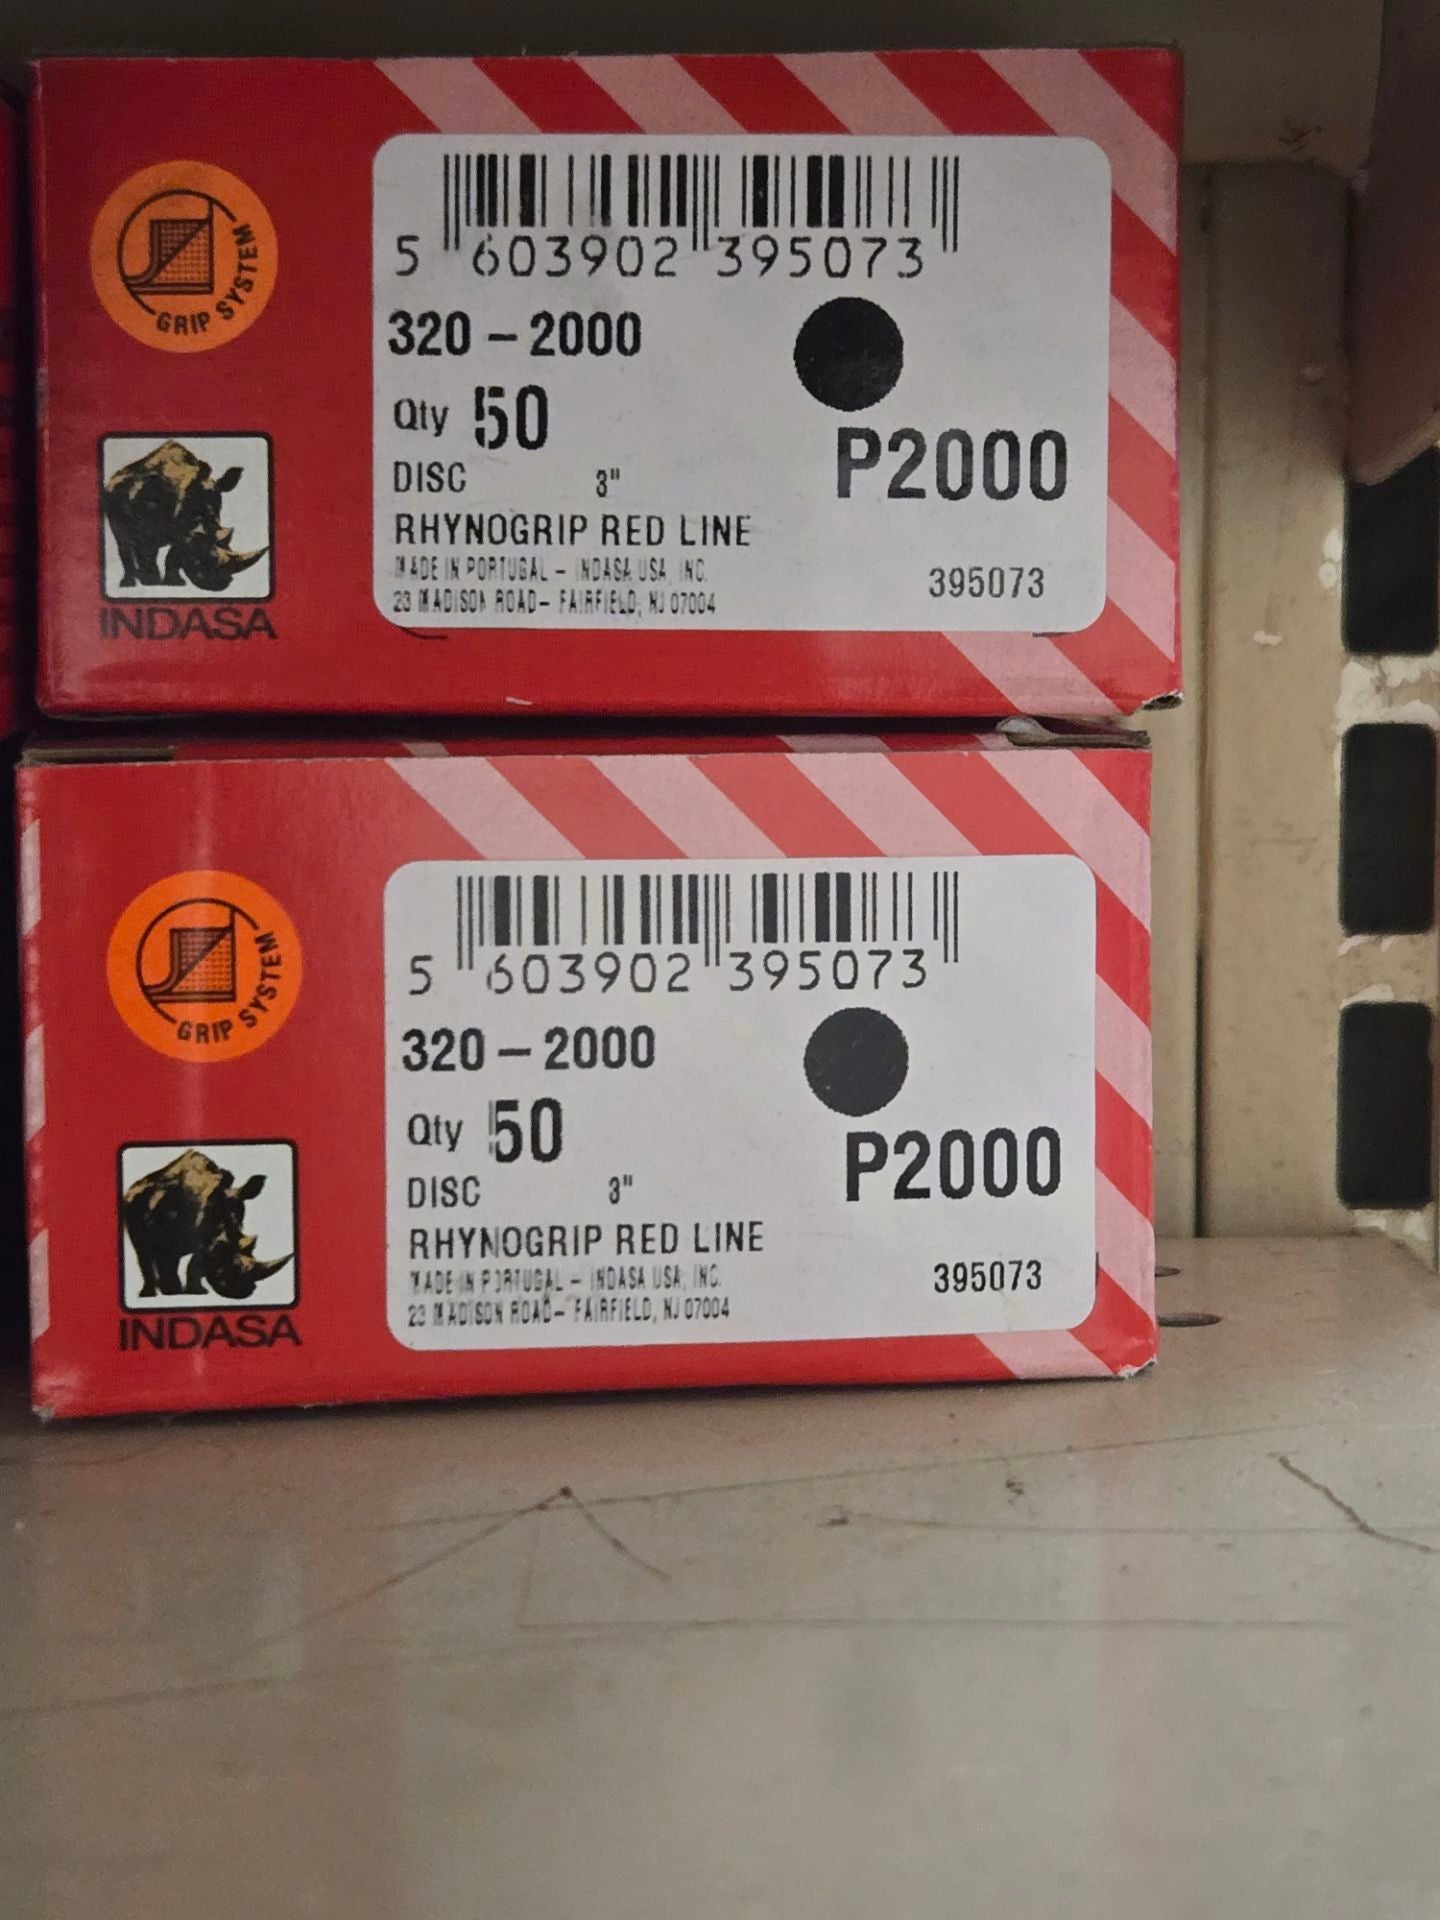 GRIP SYSTEM
INDASA
5 603902 395073
320 – 2000
Qty 50
DISC 3"
P2000
RHYNOGRIP RED LINE
MADE IN PORTUGAL – INDASA USA, INC.
23 MADISON ROAD – FAIRFIELD, NJ 07004
395073
GRIP SYSTEM
INDASA
5 603902 395073
320 – 2000
Qty 50
DISC 3"
P2000
RHYNOGRIP RED LINE
MADE IN PORTUGAL – INDASA USA, INC.
23 MADISON ROAD – FAIRFIELD, NJ 07004
395073